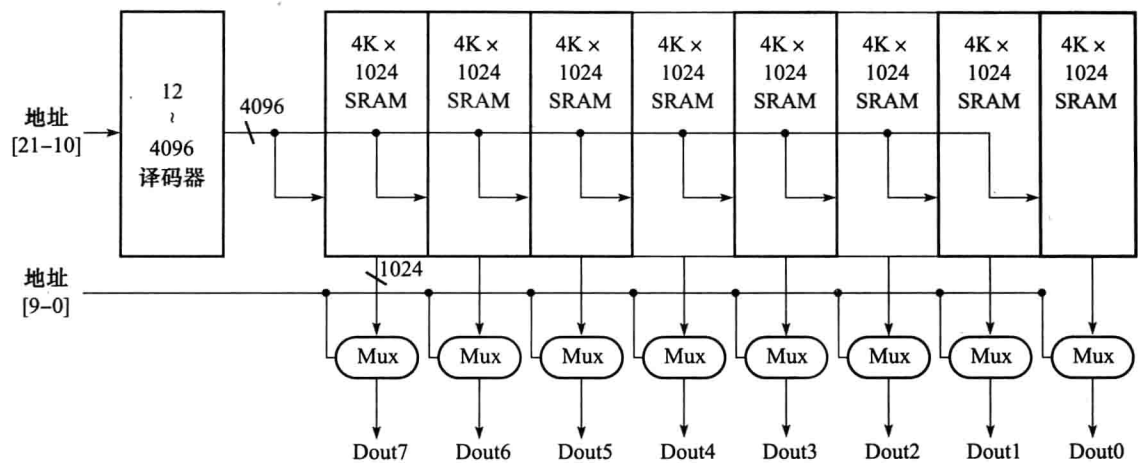 地址
[21–10]
12
~
4096
译码器
4096
4K ×
1024
SRAM
4K ×
1024
SRAM
4K ×
1024
SRAM
4K ×
1024
SRAM
4K ×
1024
SRAM
4K ×
1024
SRAM
4K ×
1024
SRAM
4K ×
1024
SRAM
地址
[9–0]
1024
Mux
Mux
Mux
Mux
Mux
Mux
Mux
Mux
Dout7
Dout6
Dout5
Dout4
Dout3
Dout2
Dout1
Dout0